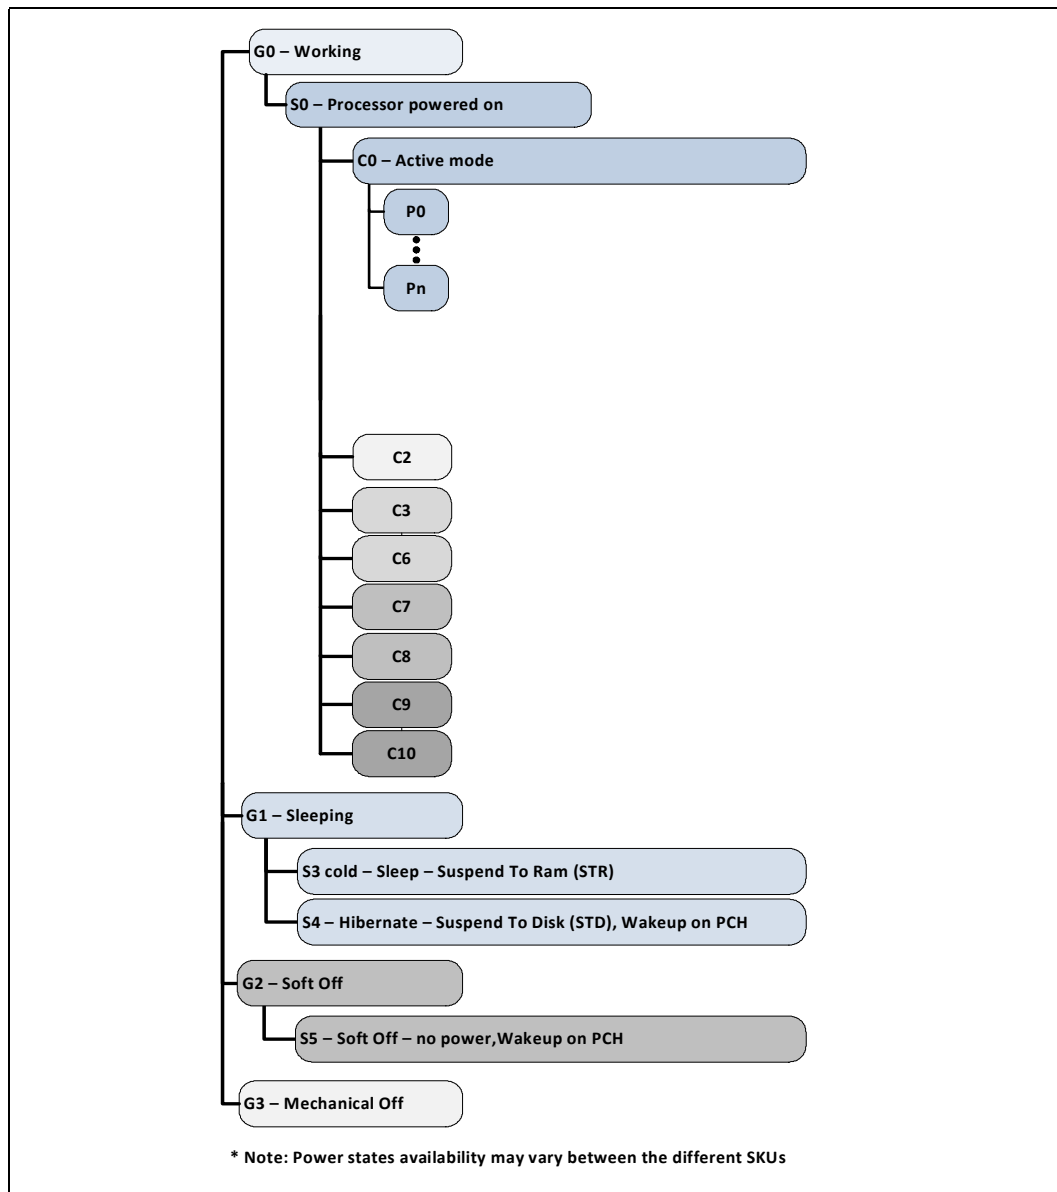 G0 – Working
S0 – Processor powered on
C0 – Active mode
P0
Pn
C2
C3
C6
C7
C8
C9
C10
G1 – Sleeping
S3 cold – Sleep – Suspend To Ram (STR)
S4 – Hibernate – Suspend To Disk (STD), Wakeup on PCH
G2 – Soft Off
S5 – Soft Off – no power,Wakeup on PCH
G3 – Mechanical Off
* Note: Power states availability may vary between the different SKUs